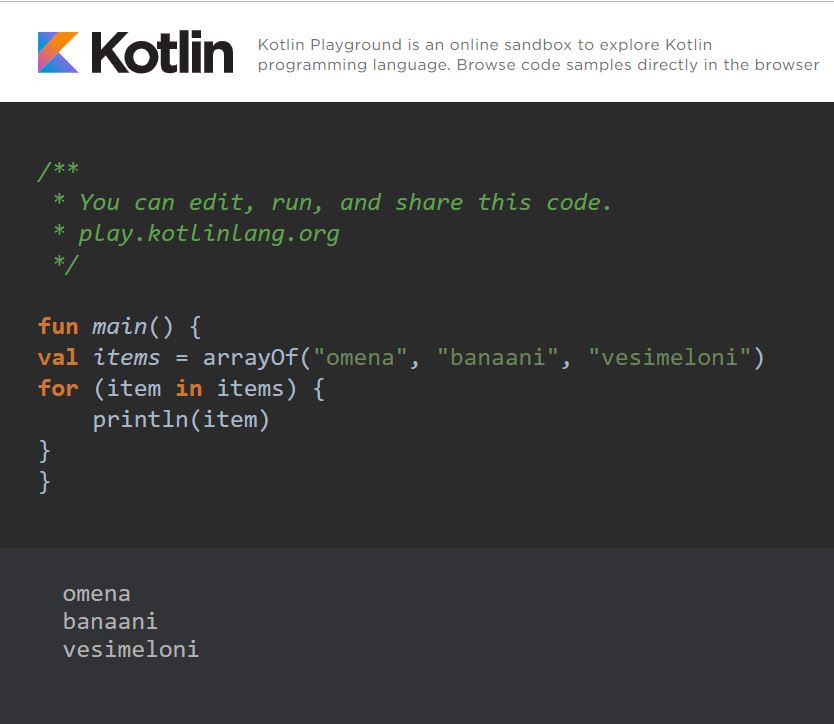 Kotlin
Kotlin Playground is an online sandbox to explore Kotlin
programming language. Browse code samples directly in the browser
/**
 * You can edit, run, and share this code.
 * play.kotlinlang.org
 */
fun main() {
val items = arrayOf("omena", "banaani", "vesimeloni")
for (item in items) {
    println(item)
}
}
omena
banaani
vesimeloni